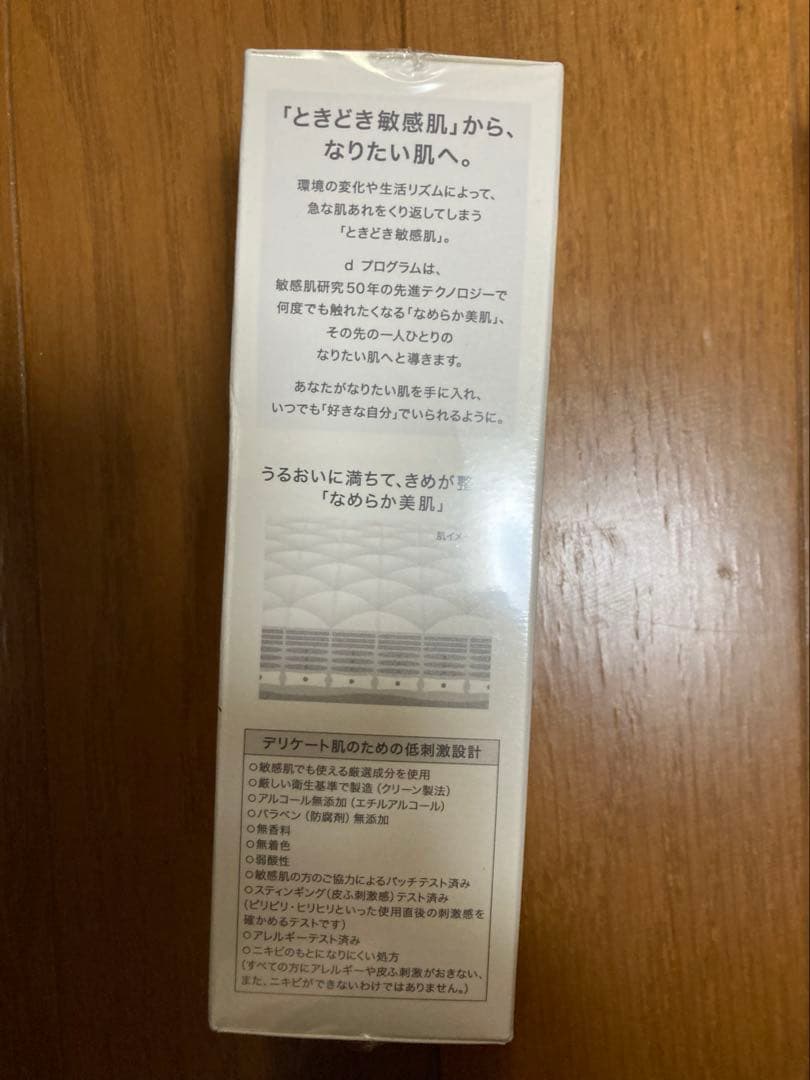 「ときどき敏感肌」から、
なりたい肌へ。
環境の変化や生活リズムによって、
急な肌あれをくり返してしまう
「ときどき敏感肌」。
d プログラムは、
敏感肌研究50年の先進テクノロジーで
何度でも触れたくなる「なめらか美肌」、
その先の一人ひとりの
なりたい肌へと導きます。
あなたがなりたい肌を手に入れ、
いつでも「好きな自分」でいられるように。
うるおいに満ちて、きめが整
「なめらか美肌」
肌イメ
デリケート肌のための低刺激設計
○敏感肌でも使える厳選成分を使用
○厳しい衛生基準で製造（クリーン製法）
○アルコール無添加（エチルアルコール）
○パラベン（防腐剤）無添加
○無香料
○無着色
○弱酸性
○敏感肌の方のご協力によるパッチテスト済み
○スティンギング（皮ふ刺激感）テスト済み
（ピリピリ・ヒリヒリといった使用直後の刺激感を
確かめるテストです）
○アレルギーテスト済み
○ニキビのもとになりにくい処方
（すべての方にアレルギーや皮ふ刺激がおきない、
また、ニキビができないわけではありません。）